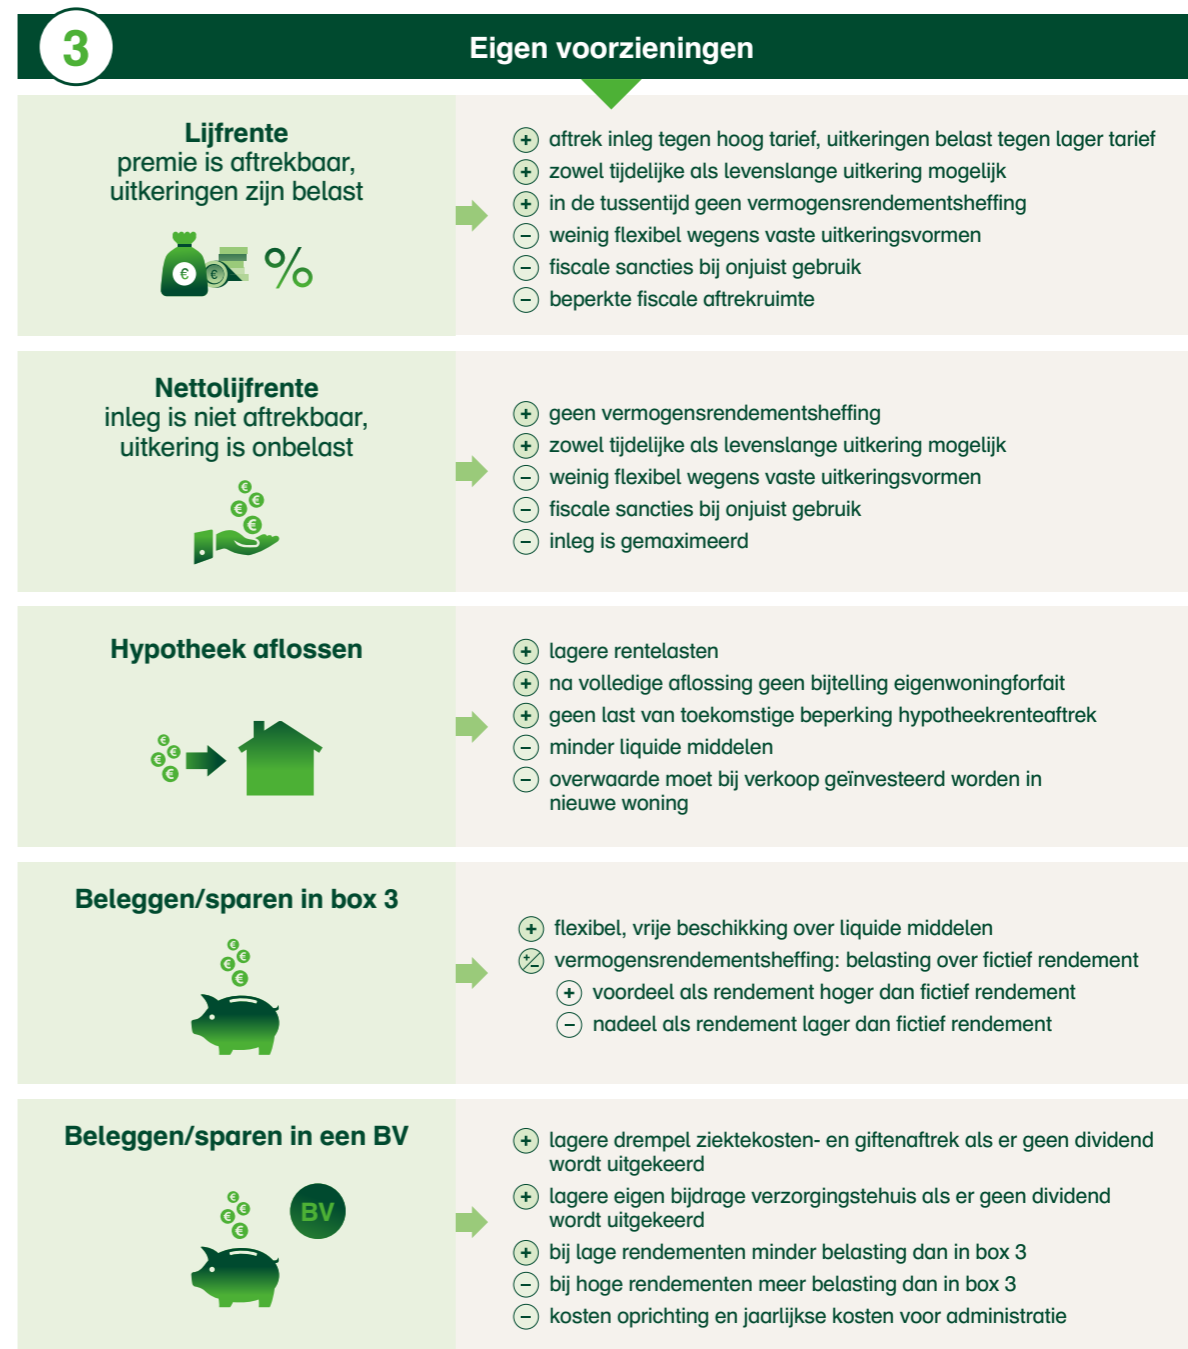 3
Eigen voorzieningen
Lijfrente
premie is aftrekbaar,
uitkeringen zijn belast
€ € %
+ aftrek inleg tegen hoog tarief, uitkeringen belast tegen lager tarief
+ zowel tijdelijke als levenslange uitkering mogelijk
+ in de tussentijd geen vermogensrendementsheffing
− weinig flexibel wegens vaste uitkeringsvormen
− fiscale sancties bij onjuist gebruik
− beperkte fiscale aftrekruimte
Nettolijfrente
inleg is niet aftrekbaar,
uitkering is onbelast
€ € € €
+ geen vermogensrendementsheffing
+ zowel tijdelijke als levenslange uitkering mogelijk
− weinig flexibel wegens vaste uitkeringsvormen
− fiscale sancties bij onjuist gebruik
− inleg is gemaximeerd
Hypotheek aflossen
€ € € €
+ lagere rentelasten
+ na volledige aflossing geen bijtelling eigenwoningforfait
+ geen last van toekomstige beperking hypotheekrenteaftrek
− minder liquide middelen
− overwaarde moet bij verkoop geïnvesteerd worden in
nieuwe woning
Beleggen/sparen in box 3
€ € € €
+ flexibel, vrije beschikking over liquide middelen
+/− vermogensrendementsheffing: belasting over fictief rendement
+ voordeel als rendement hoger dan fictief rendement
− nadeel als rendement lager dan fictief rendement
Beleggen/sparen in een BV
€ € € €
BV
+ lagere drempel ziektekosten- en giftenaftrek als er geen dividend
wordt uitgekeerd
+ lagere eigen bijdrage verzorgingstehuis als er geen dividend
wordt uitgekeerd
+ bij lage rendementen minder belasting dan in box 3
− bij hoge rendementen meer belasting dan in box 3
− kosten oprichting en jaarlijkse kosten voor administratie